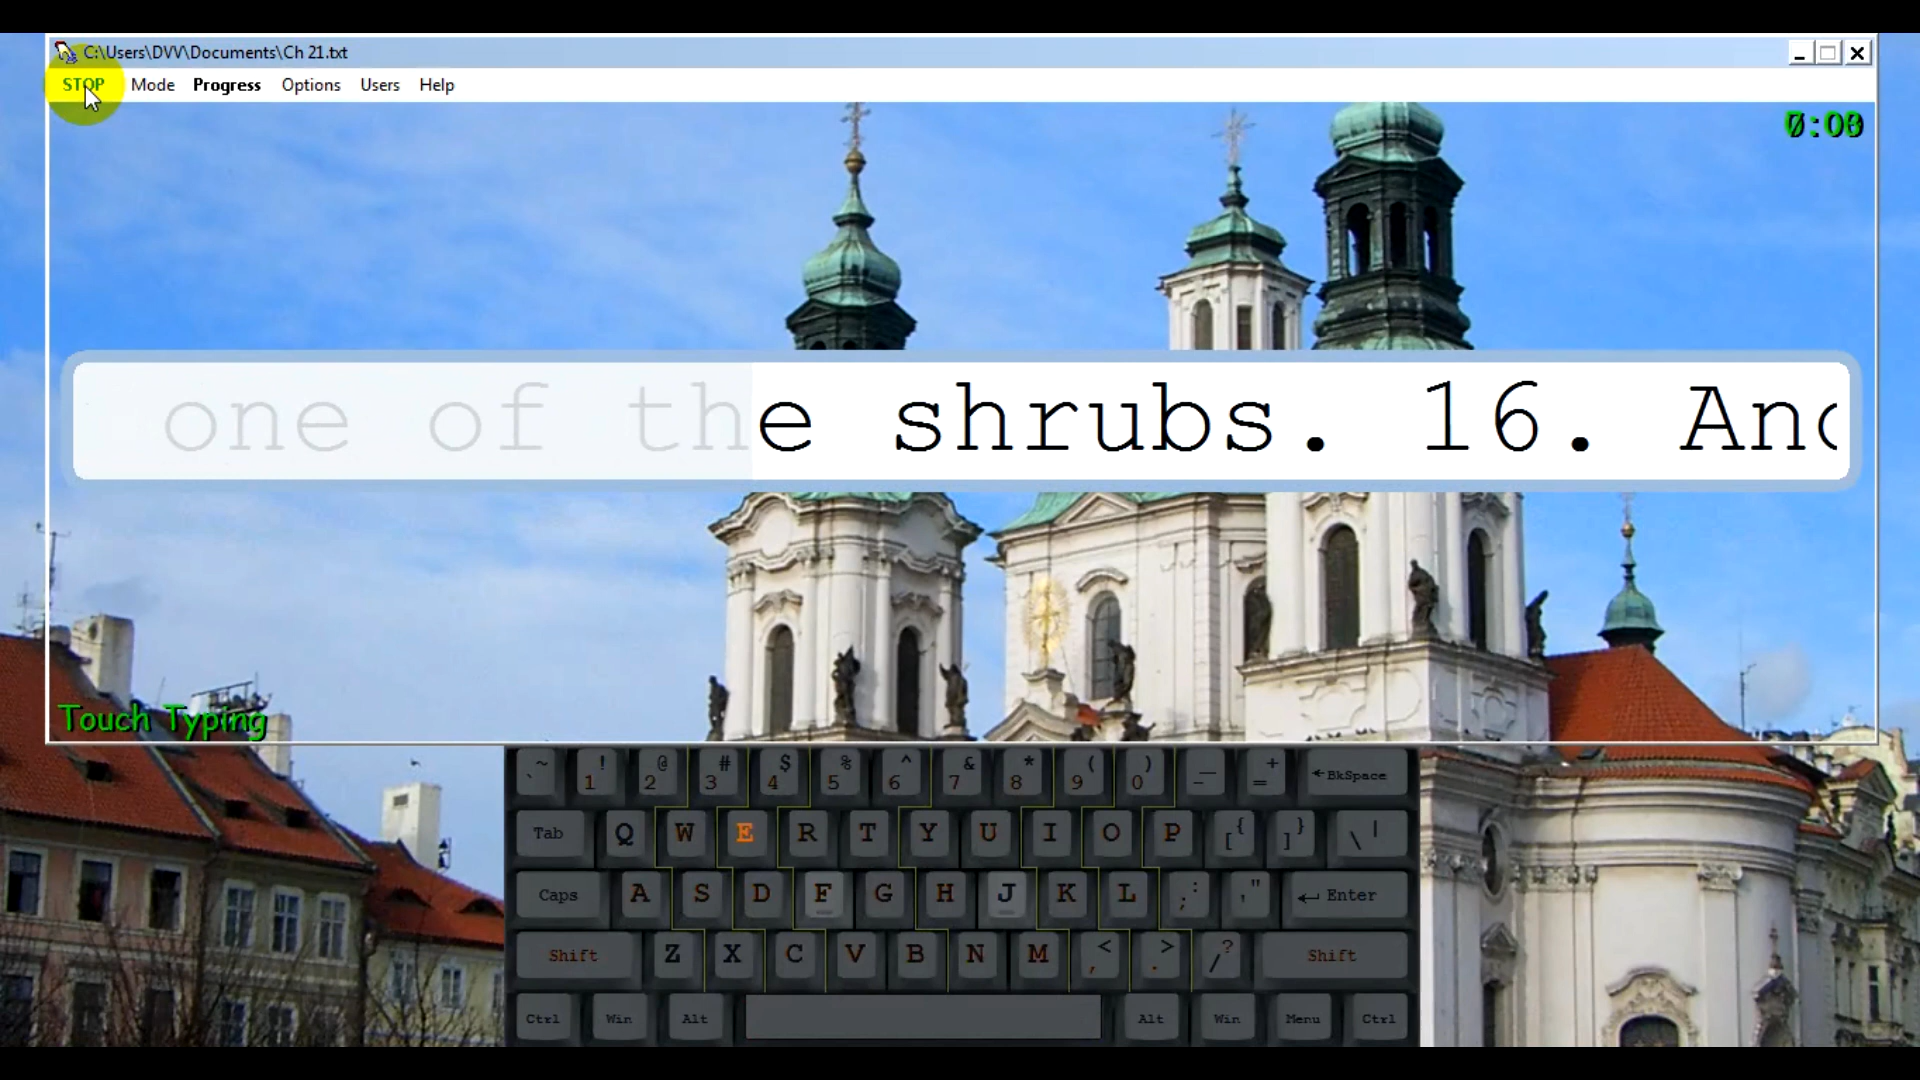 C:\Users\DVV\Documents\Ch 21.txt
STOP Mode Progress Options Users Help
one of the shrubs. 16. And
Touch Typing
` ~ 1 ! 2 @ 3 # 4 $ 5 % 6 ^ 7 & 8 * 9 ( 0 ) - _ = + ←BkSpace
Tab Q W E R T Y U I O P [ { ] } \ |
Caps A S D F G H J K L ; : ' " ↵ Enter
Shift Z X C V B N M , < . > / ? Shift
Ctrl Win Alt Alt Win Menu Ctrl